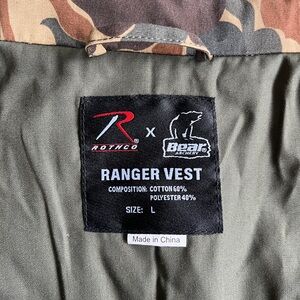 R
ROTHCO
X
Bear
ARCHERY
RANGER VEST
COMPOSITION: COTTON 60%
POLYESTER 40%
SIZE: L
Made in China